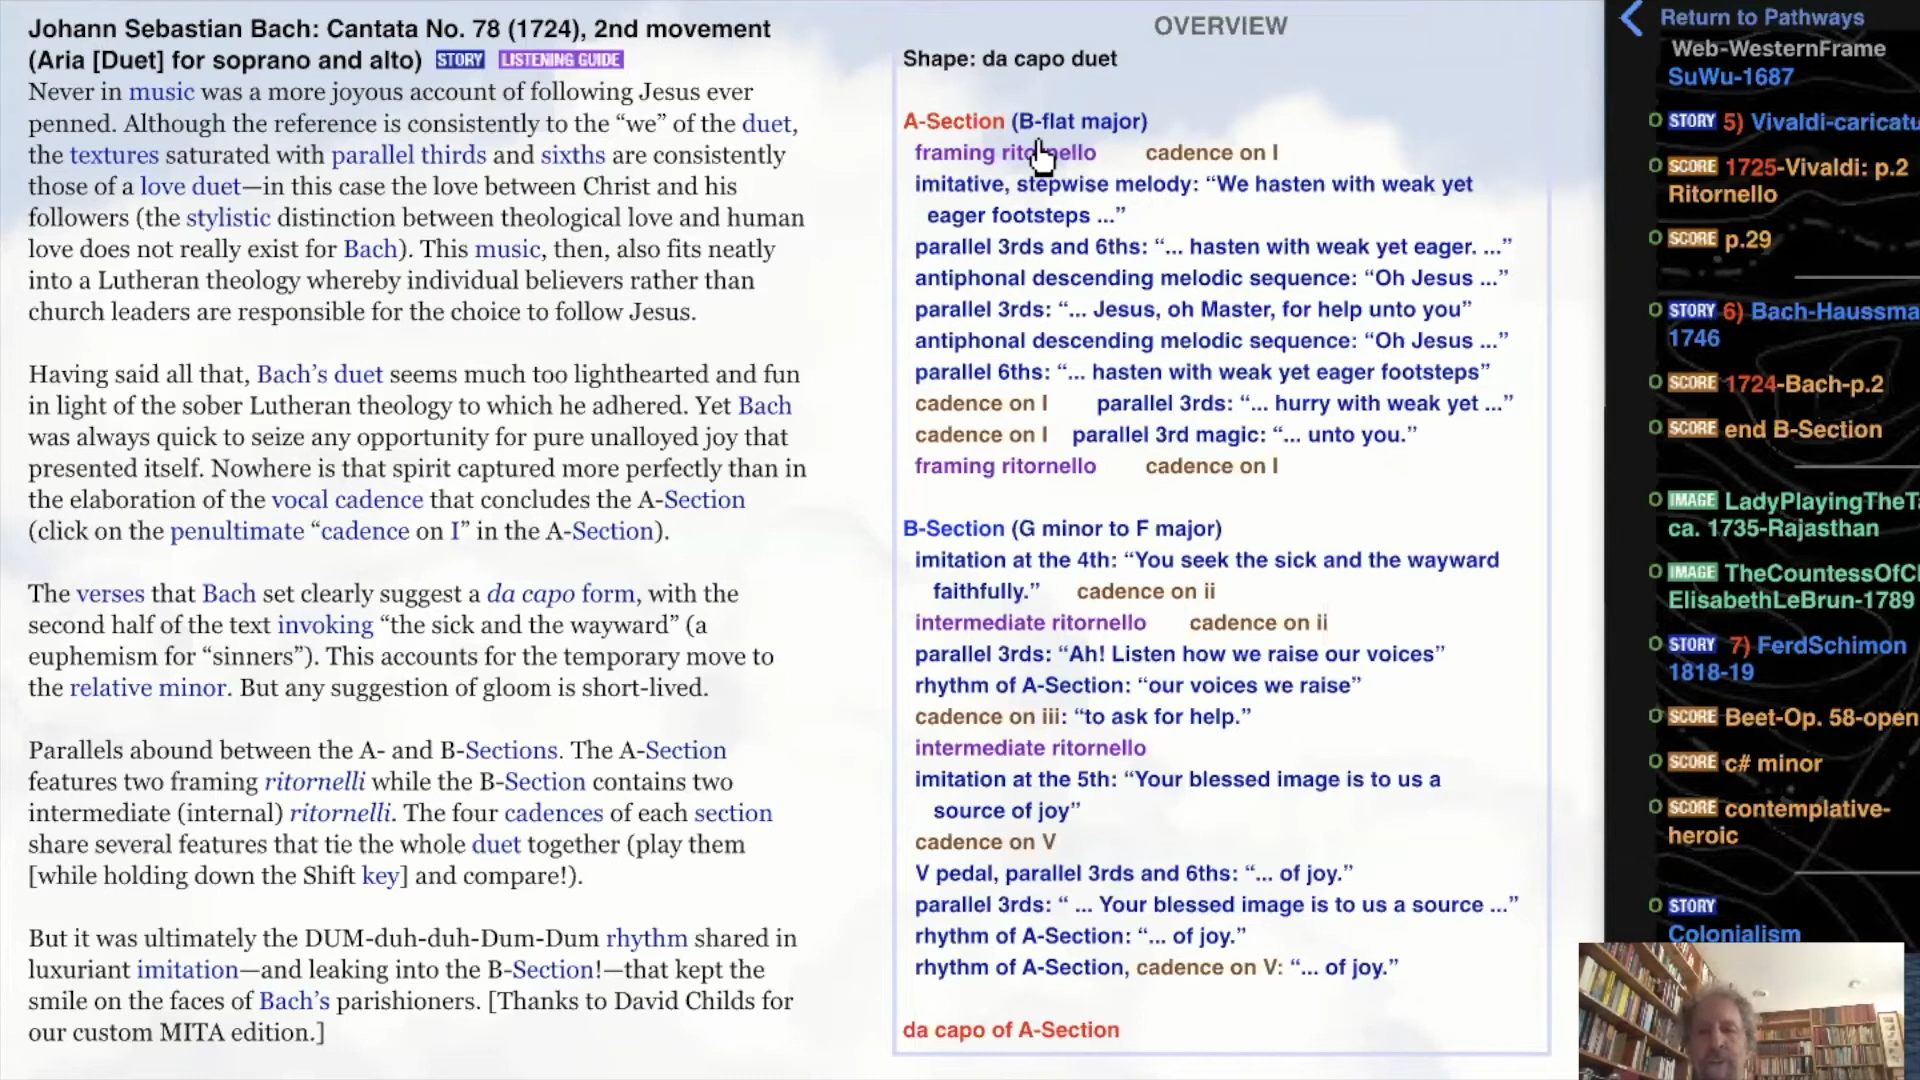 Johann Sebastian Bach: Cantata No. 78 (1724), 2nd movement
(Aria [Duet] for soprano and alto) STORY LISTENING GUIDE
Never in music was a more joyous account of following Jesus ever
penned. Although the reference is consistently to the “we” of the duet,
the textures saturated with parallel thirds and sixths are consistently
those of a love duet—in this case the love between Christ and his
followers (the stylistic distinction between theological love and human
love does not really exist for Bach). This music, then, also fits neatly
into a Lutheran theology whereby individual believers rather than
church leaders are responsible for the choice to follow Jesus.
Having said all that, Bach’s duet seems much too lighthearted and fun
in light of the sober Lutheran theology to which he adhered. Yet Bach
was always quick to seize any opportunity for pure unalloyed joy that
presented itself. Nowhere is that spirit captured more perfectly than in
the elaboration of the vocal cadence that concludes the A-Section
(click on the penultimate “cadence on I” in the A-Section).
The verses that Bach set clearly suggest a da capo form, with the
second half of the text invoking “the sick and the wayward” (a
euphemism for “sinners”). This accounts for the temporary move to
the relative minor. But any suggestion of gloom is short-lived.
Parallels abound between the A- and B-Sections. The A-Section
features two framing ritornelli while the B-Section contains two
intermediate (internal) ritornelli. The four cadences of each section
share several features that tie the whole duet together (play them
[while holding down the Shift key] and compare!).
But it was ultimately the DUM-duh-duh-Dum-Dum rhythm shared in
luxuriant imitation—and leaking into the B-Section!—that kept the
smile on the faces of Bach’s parishioners. [Thanks to David Childs for
our custom MITA edition.]
OVERVIEW
Shape: da capo duet
A-Section (B-flat major)
framing ritornello cadence on I
imitative, stepwise melody: “We hasten with weak yet
eager footsteps ...”
parallel 3rds and 6ths: “... hasten with weak yet eager. ...”
antiphonal descending melodic sequence: “Oh Jesus ...”
parallel 3rds: “... Jesus, oh Master, for help unto you”
antiphonal descending melodic sequence: “Oh Jesus ...”
parallel 6ths: “... hasten with weak yet eager footsteps”
cadence on I parallel 3rds: “... hurry with weak yet ...”
cadence on I parallel 3rd magic: “... unto you.”
framing ritornello cadence on I
B-Section (G minor to F major)
imitation at the 4th: “You seek the sick and the wayward
faithfully.” cadence on ii
intermediate ritornello cadence on ii
parallel 3rds: “Ah! Listen how we raise our voices”
rhythm of A-Section: “our voices we raise”
cadence on iii: “to ask for help.”
intermediate ritornello
imitation at the 5th: “Your blessed image is to us a
source of joy”
cadence on V
V pedal, parallel 3rds and 6ths: “... of joy.”
parallel 3rds: “ ... Your blessed image is to us a source ...”
rhythm of A-Section: “... of joy.”
rhythm of A-Section, cadence on V: “... of joy.”
da capo of A-Section
Return to Pathways
Web-WesternFrame
SuWu-1687
STORY 5) Vivaldi-caricatu
SCORE 1725-Vivaldi: p.2
Ritornello
SCORE p.29
STORY 6) Bach-Haussma
1746
SCORE 1724-Bach-p.2
SCORE end B-Section
IMAGE LadyPlayingTheTa
ca. 1735-Rajasthan
IMAGE TheCountessOfCh
ElisabethLeBrun-1789
STORY 7) FerdSchimon
1818-19
SCORE Beet-Op. 58-open
SCORE c# minor
SCORE contemplative-
heroic
STORY
Colonialism